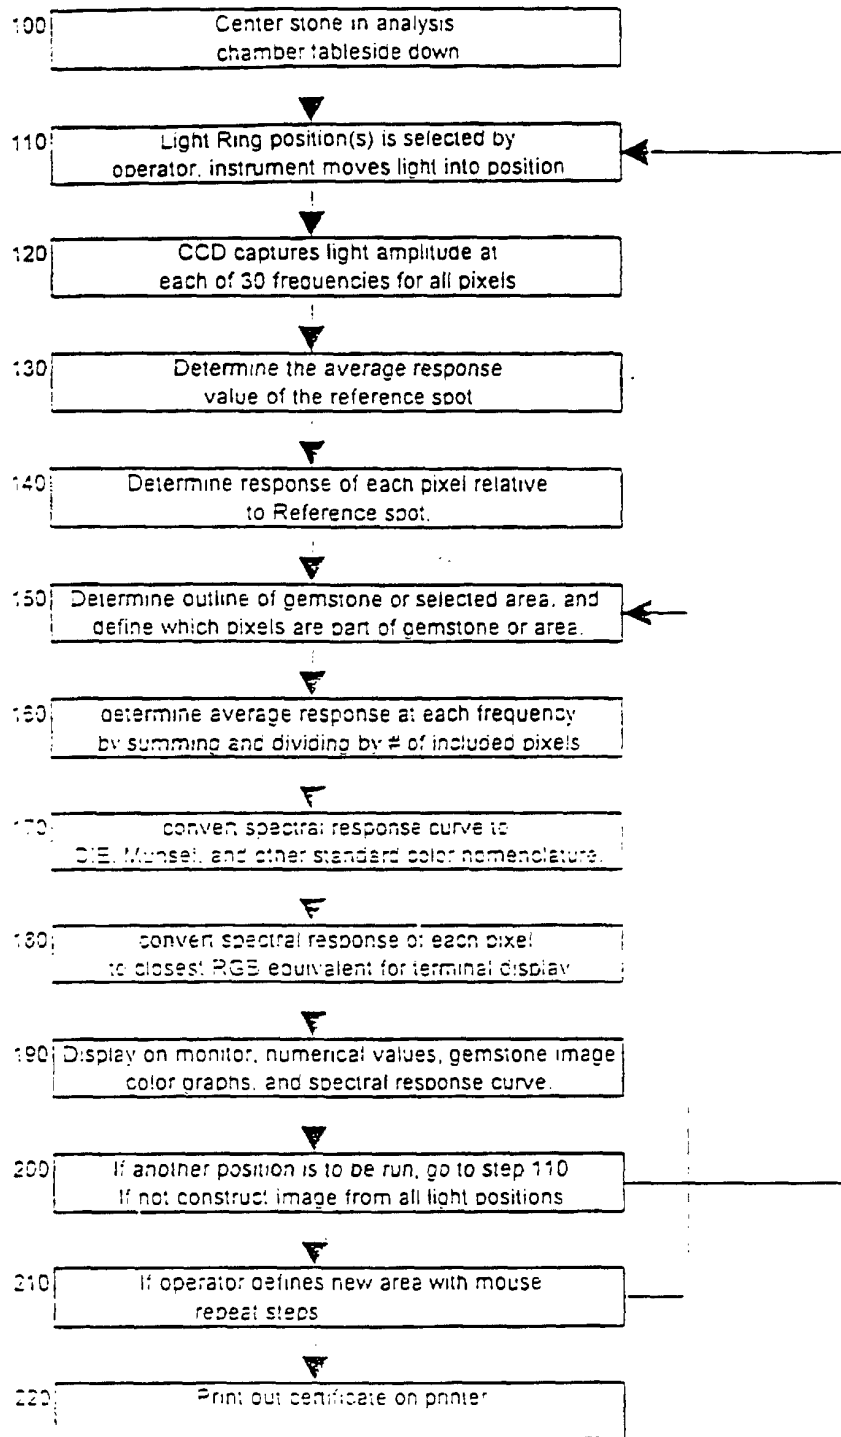 100 Center stone in analysis
chamber tableside down
110 Light Ring position(s) is selected by
operator, instrument moves light into position
120 CCD captures light amplitude at
each of 30 frequencies for all pixels
130 Determine the average response
value of the reference spot
140 Determine response of each pixel relative
to Reference spot.
150 Determine outline of gemstone or selected area, and
define which pixels are part of gemstone or area.
160 determine average response at each frequency
by summing and dividing by # of included pixels
170 convert spectral response curve to
CIE, Munsel, and other standard color nomenclature.
180 convert spectral response of each pixel
to closest RGB equivalent for terminal display
190 Display on monitor, numerical values, gemstone image
color graphs, and spectral response curve.
200 If another position is to be run, go to step 110
If not construct image from all light positions
210 If operator defines new area with mouse
repeat steps
220 Print out certificate on printer